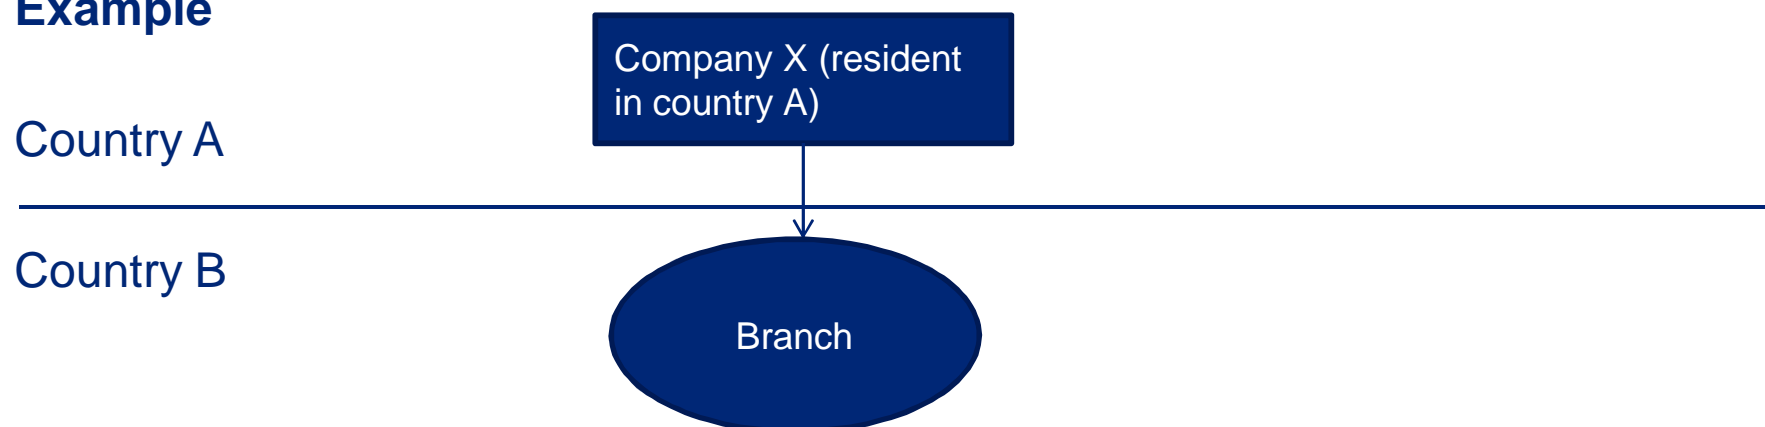 Example
Company X (resident
in country A)
Country A
Country B
Branch